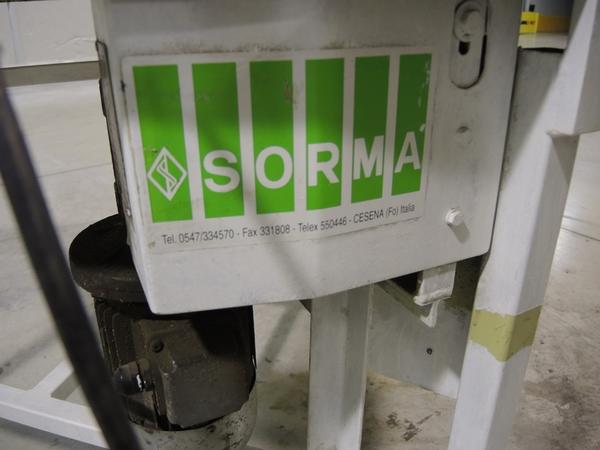 SORMA
Tel. 0547/334570 - Fax 331808 - Telex 550446 - CESENA (Fo) Italia